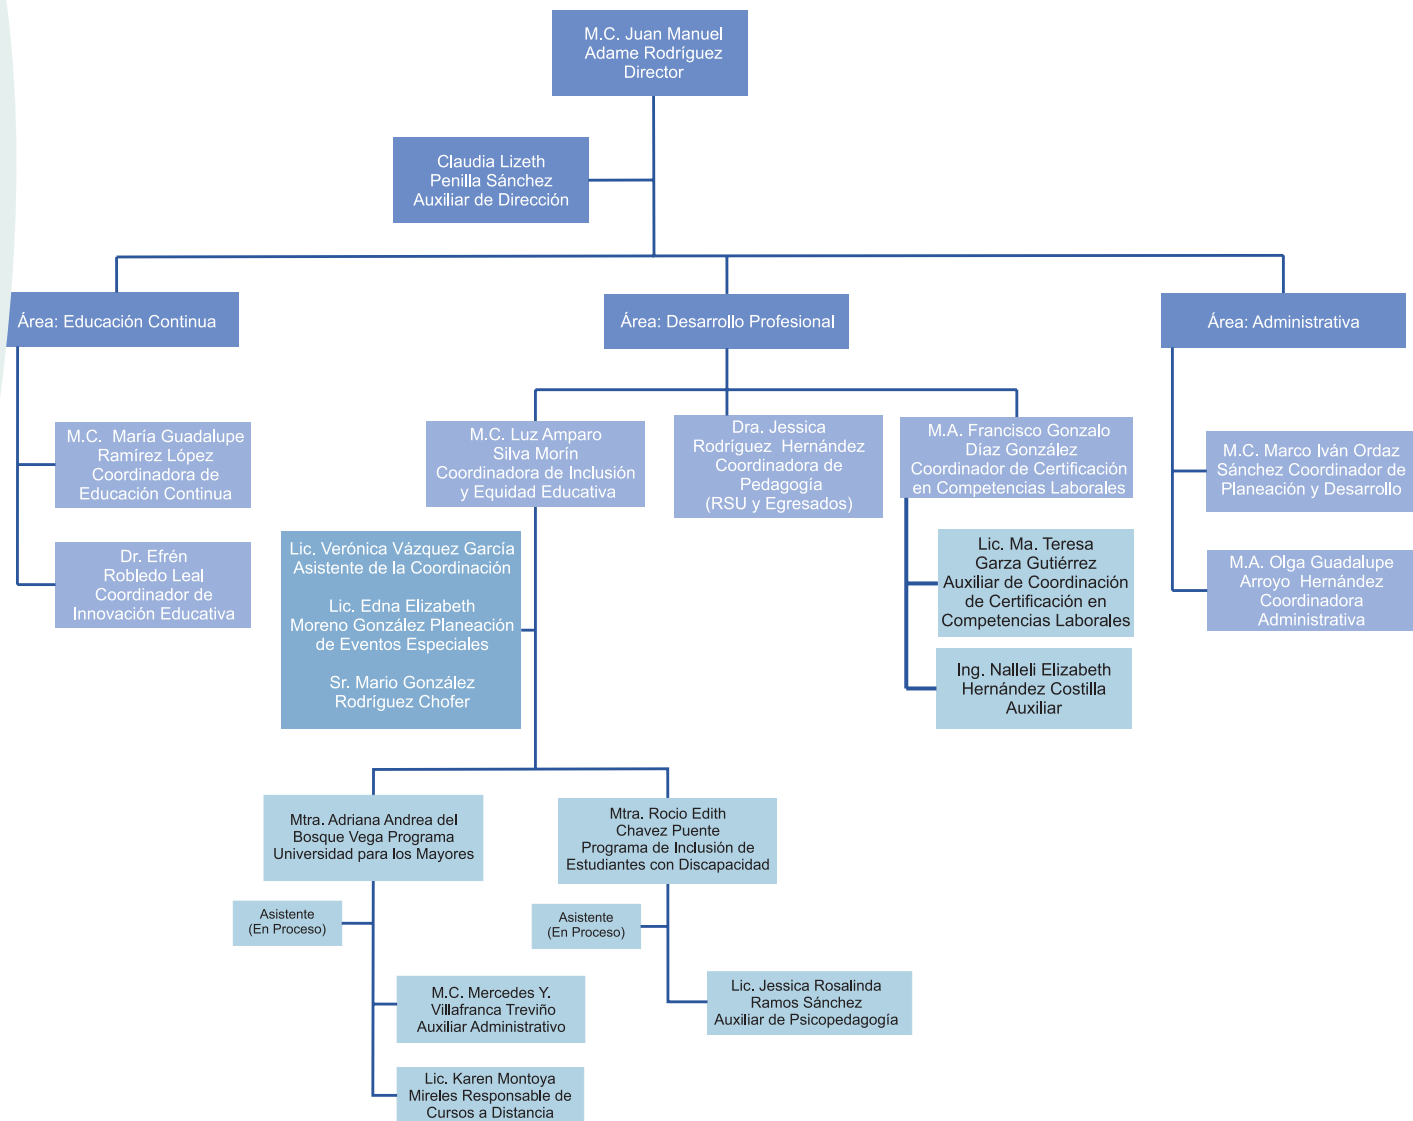 M.C. Juan Manuel
Adame Rodríguez
Director
Claudia Lizeth
Penilla Sánchez
Auxiliar de Dirección
Área: Educación Continua
Área: Desarrollo Profesional
Área: Administrativa
M.C. María Guadalupe
Ramírez López
Coordinadora de
Educación Continua
Dr. Efrén
Robledo Leal
Coordinador de
Innovación Educativa
M.C. Luz Amparo
Silva Morín
Coordinadora de Inclusión
y Equidad Educativa
Dra. Jessica
Rodríguez Hernández
Coordinadora de
Pedagogía
(RSU y Egresados)
M.A. Francisco Gonzalo
Díaz González
Coordinador de Certificación
en Competencias Laborales
M.C. Marco Iván Ordaz
Sánchez Coordinador de
Planeación y Desarrollo
M.A. Olga Guadalupe
Arroyo Hernández
Coordinadora
Administrativa
Lic. Verónica Vázquez García
Asistente de la Coordinación
Lic. Edna Elizabeth
Moreno González Planeación
de Eventos Especiales
Sr. Mario González
Rodríguez Chofer
Lic. Ma. Teresa
Garza Gutiérrez
Auxiliar de Coordinación
de Certificación en
Competencias Laborales
Ing. Nalleli Elizabeth
Hernández Costilla
Auxiliar
Mtra. Adriana Andrea del
Bosque Vega Programa
Universidad para los Mayores
Mtra. Rocio Edith
Chavez Puente
Programa de Inclusión de
Estudiantes con Discapacidad
Asistente
(En Proceso)
Asistente
(En Proceso)
M.C. Mercedes Y.
Villafranca Treviño
Auxiliar Administrativo
Lic. Jessica Rosalinda
Ramos Sánchez
Auxiliar de Psicopedagogía
Lic. Karen Montoya
Mireles Responsable de
Cursos a Distancia